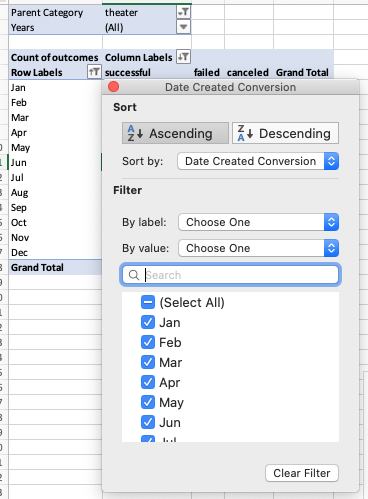 Parent Category theater
Years (All)
Count of outcomes Column Labels
Row Labels successful failed canceled Grand Total
Jan
Feb
Mar
Apr
May
Jun
Jul
Aug
Sep
Oct
Nov
Dec
Grand Total
Date Created Conversion
Sort
A Z Ascending Z A Descending
Sort by: Date Created Conversion
Filter
By label: Choose One
By value: Choose One
Search
(Select All)
Jan
Feb
Mar
Apr
May
Jun
Jul
Clear Filter